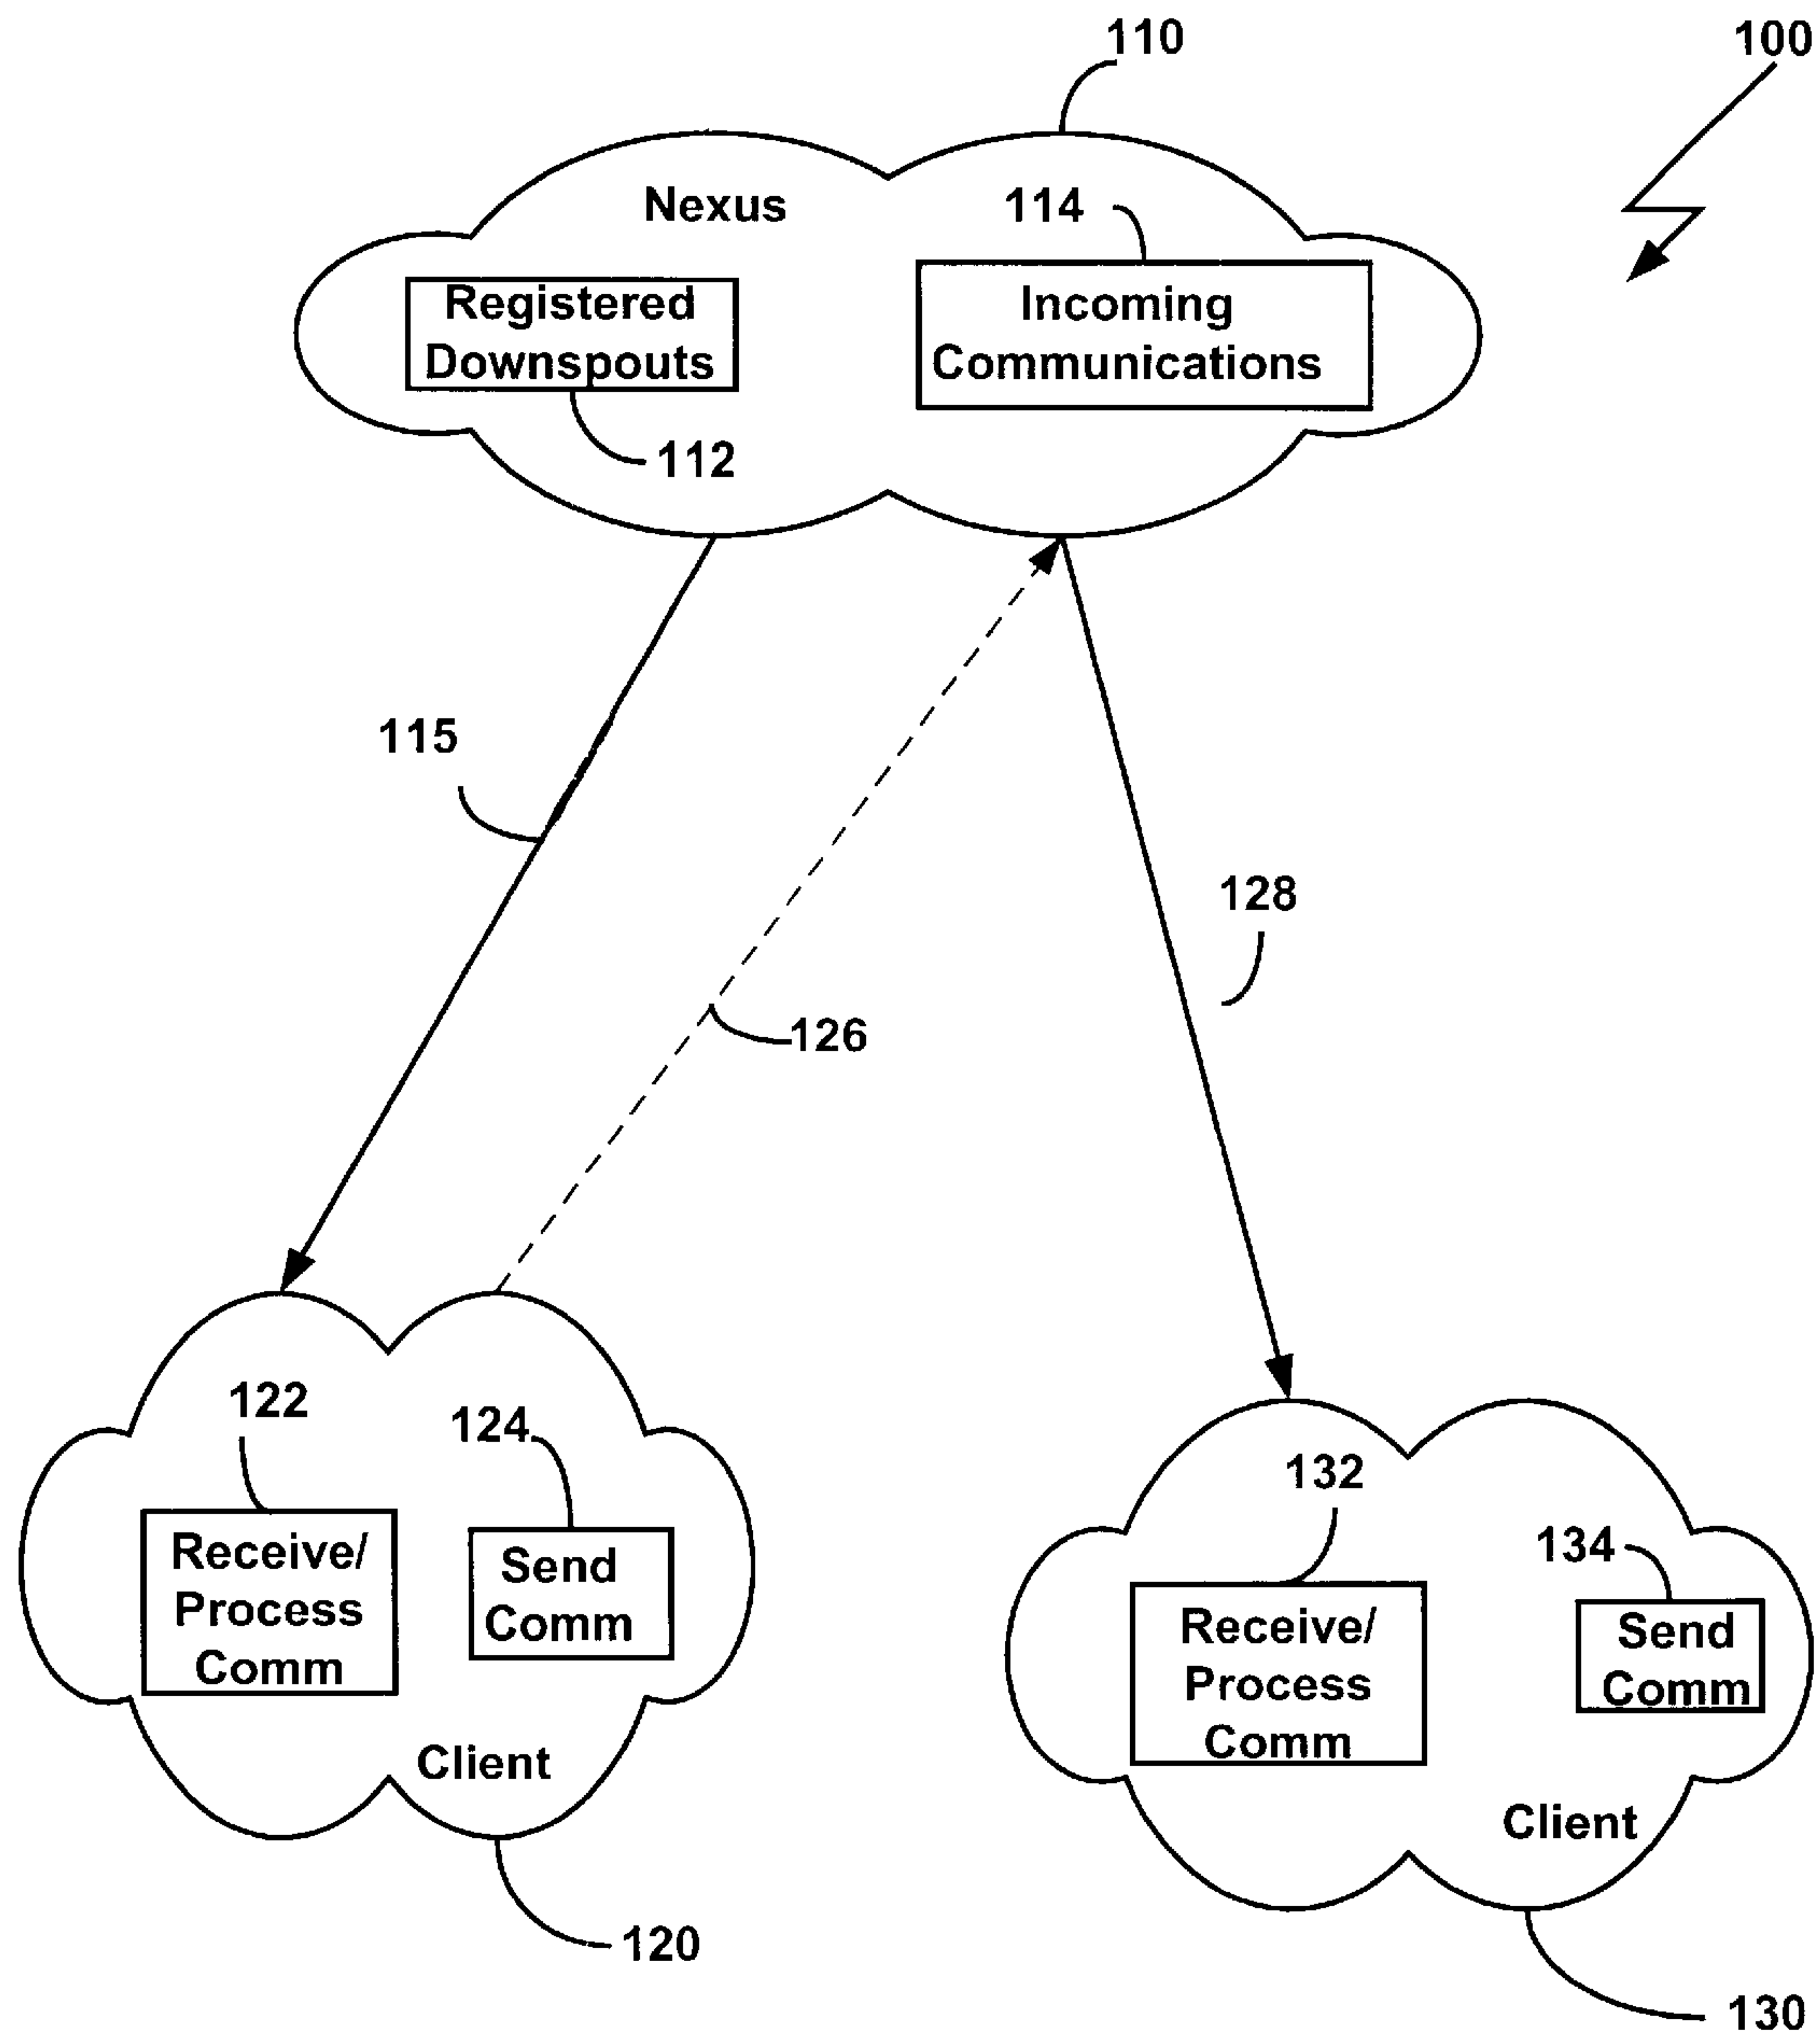 110
100
Nexus
114
Registered
Downspouts
Incoming
Communications
112
115
128
126
122
124
132
134
Receive/
Process
Comm
Send
Comm
Receive/
Process
Comm
Send
Comm
Client
Client
120
130